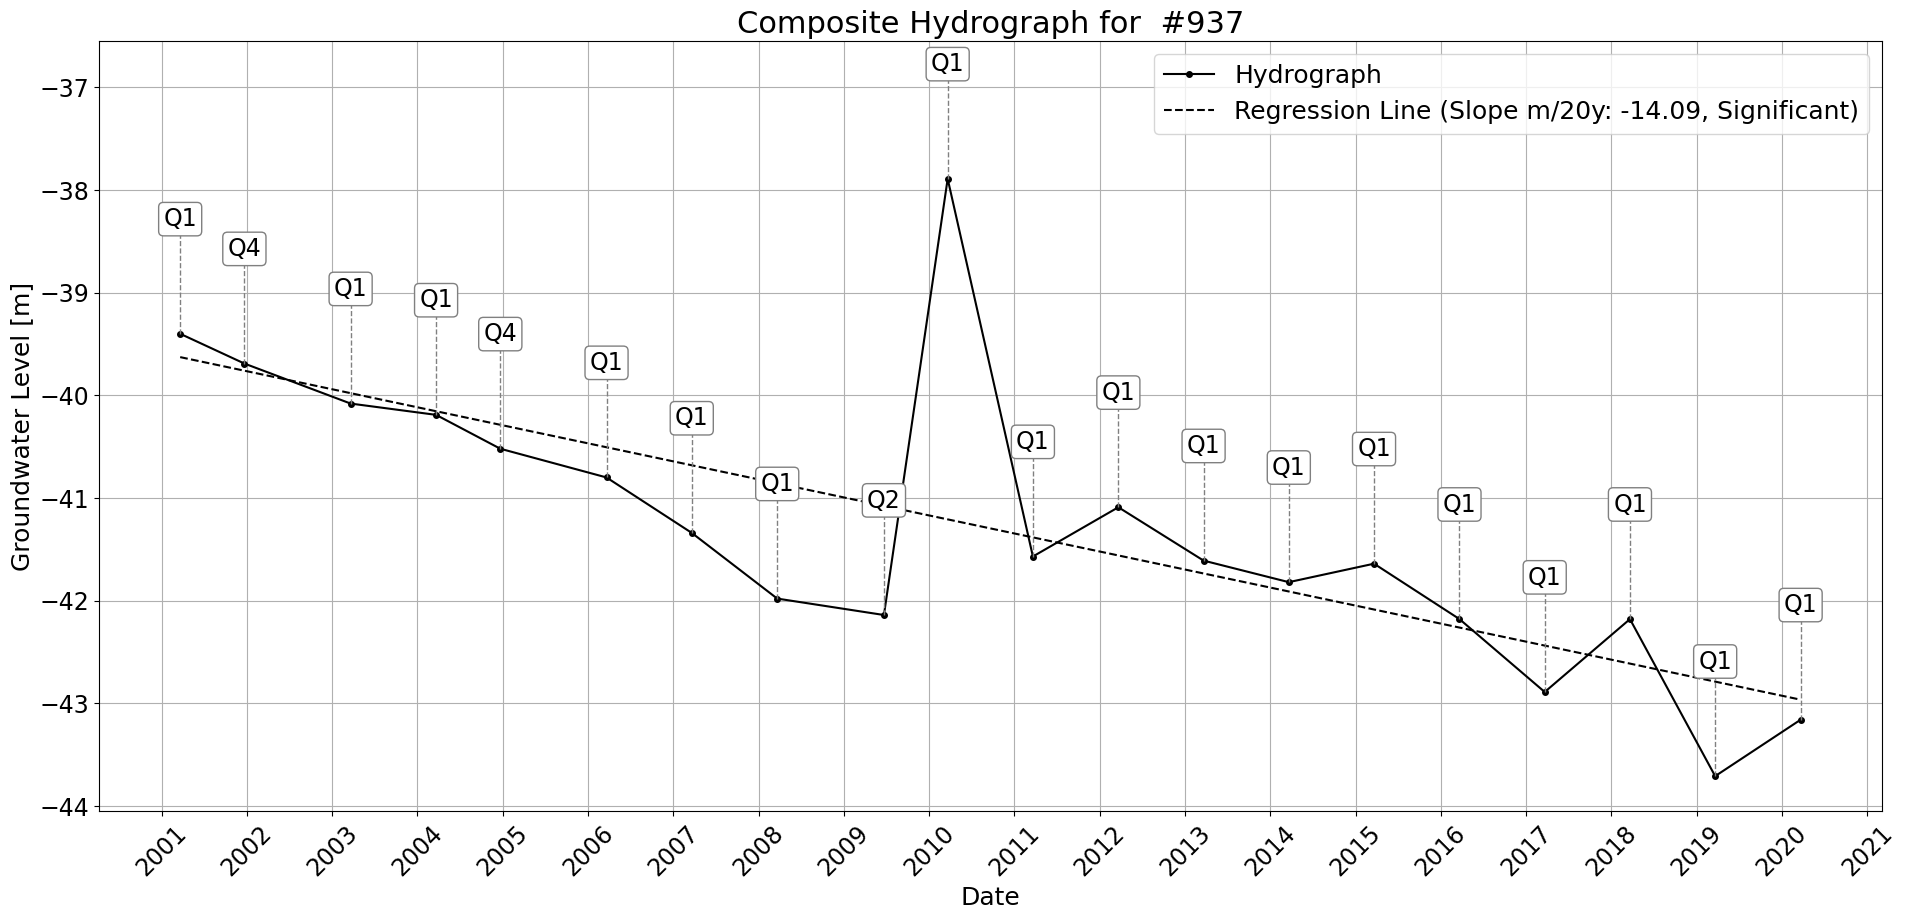 Composite Hydrograph for  #937
Hydrograph
Regression Line (Slope m/20y: -14.09, Significant)
Groundwater Level [m]
−37
−38
−39
−40
−41
−42
−43
−44
Q1
Q4
Q1
Q1
Q4
Q1
Q1
Q1
Q2
Q1
Q1
Q1
Q1
Q1
Q1
Q1
Q1
Q1
Q1
Q1
2001
2002
2003
2004
2005
2006
2007
2008
2009
2010
2011
2012
2013
2014
2015
2016
2017
2018
2019
2020
2021
Date